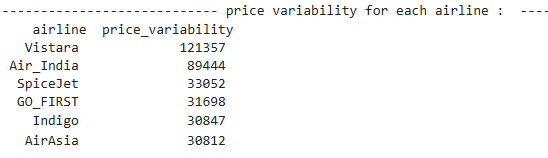 ---------------------------- price variability for each airline :  ----
airline  price_variability
Vistara             121357
Air_India              89444
SpiceJet              33052
GO_FIRST              31698
Indigo              30847
AirAsia              30812